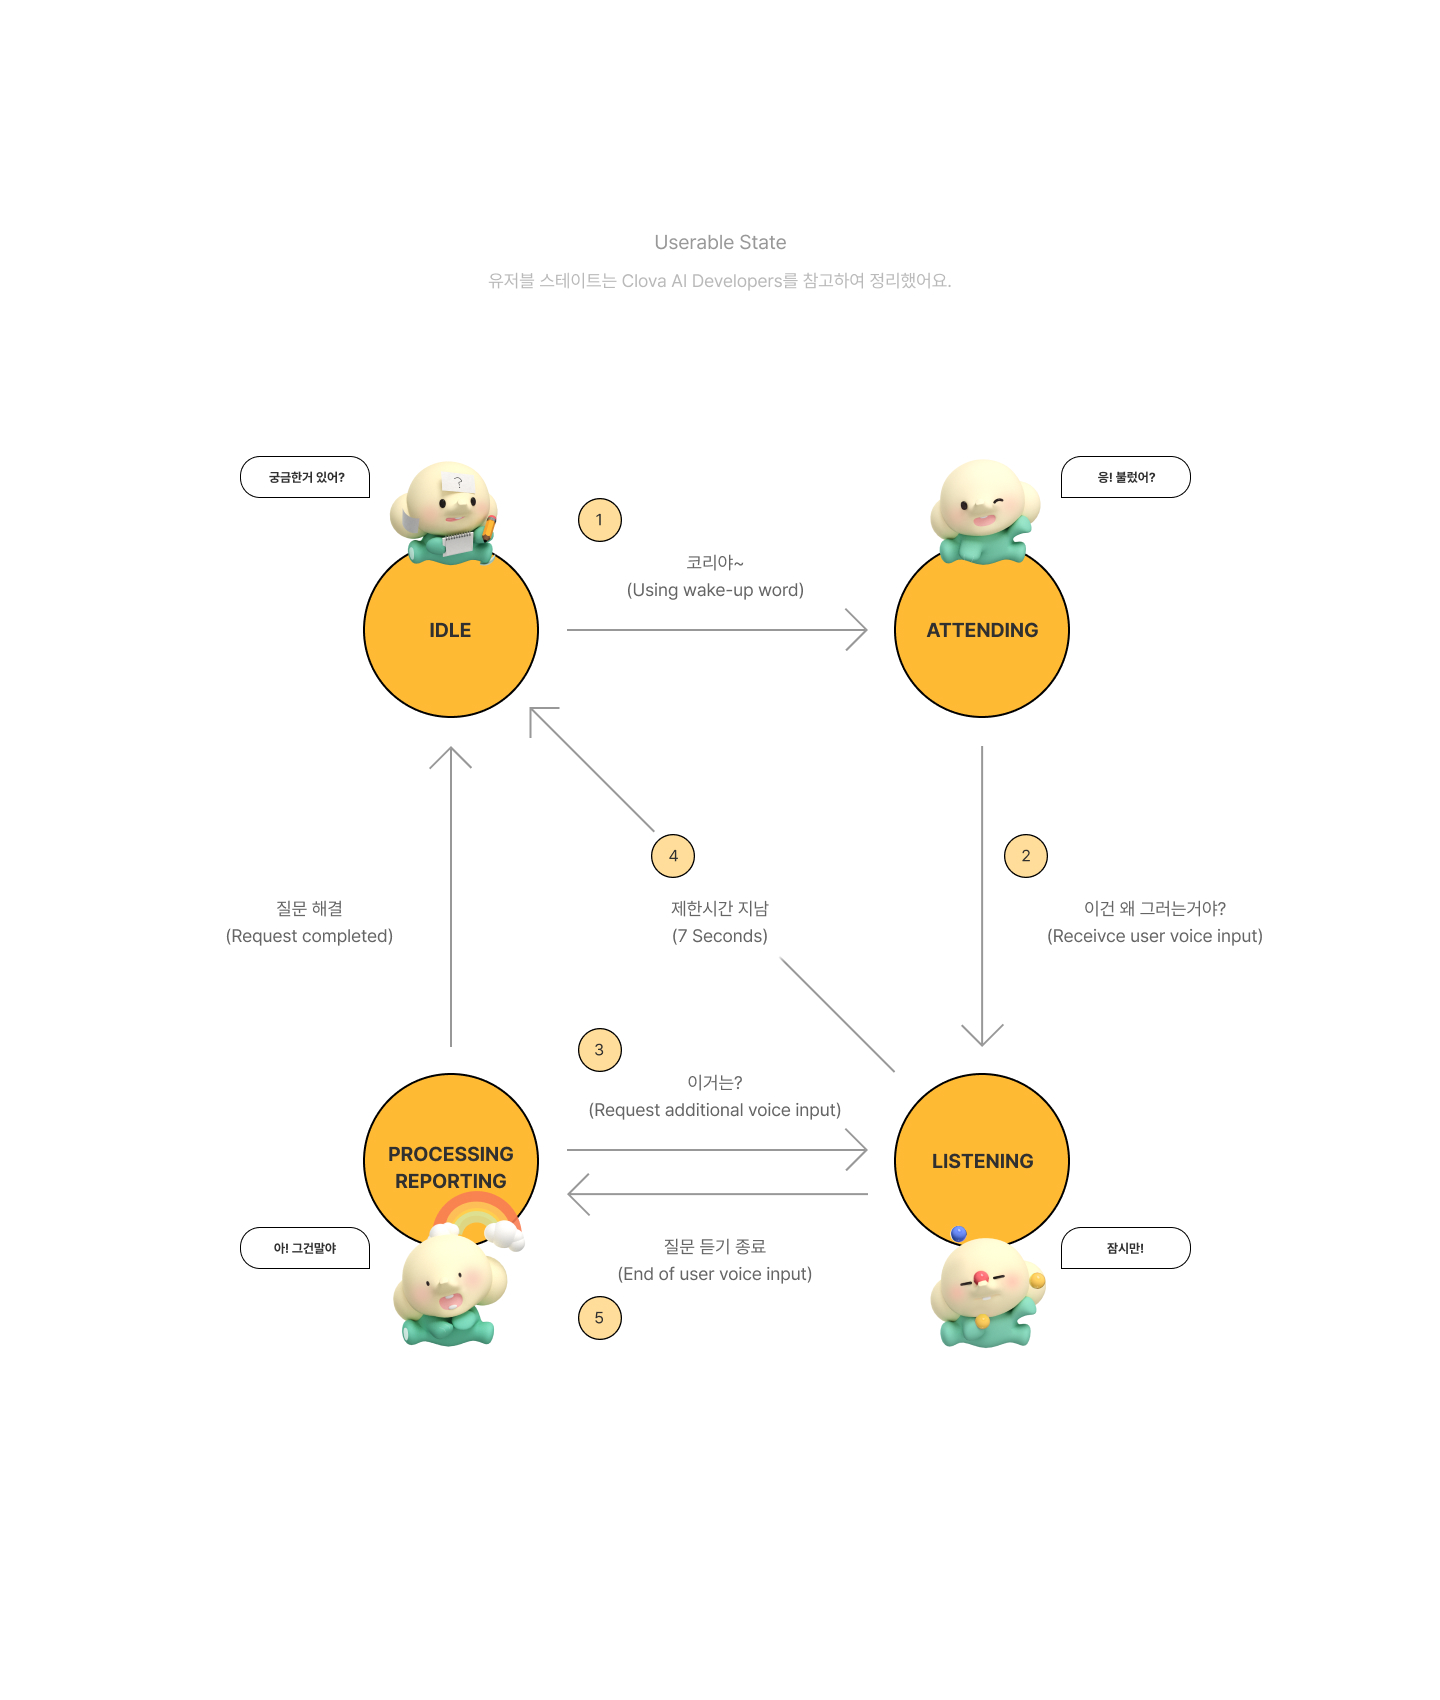 Userable State
유저블 스테이트는 Clova AI Developers를 참고하여 정리했어요.
궁금한거 있어?
?
응! 불렀어?
1
코리야~
(Using wake-up word)
IDLE
ATTENDING
4
2
질문 해결
(Request completed)
제한시간 지남
(7 Seconds)
이건 왜 그러는거야?
(Receivce user voice input)
3
이거는?
(Request additional voice input)
PROCESSING
REPORTING
LISTENING
아! 그건말야
질문 듣기 종료
(End of user voice input)
잠시만!
5